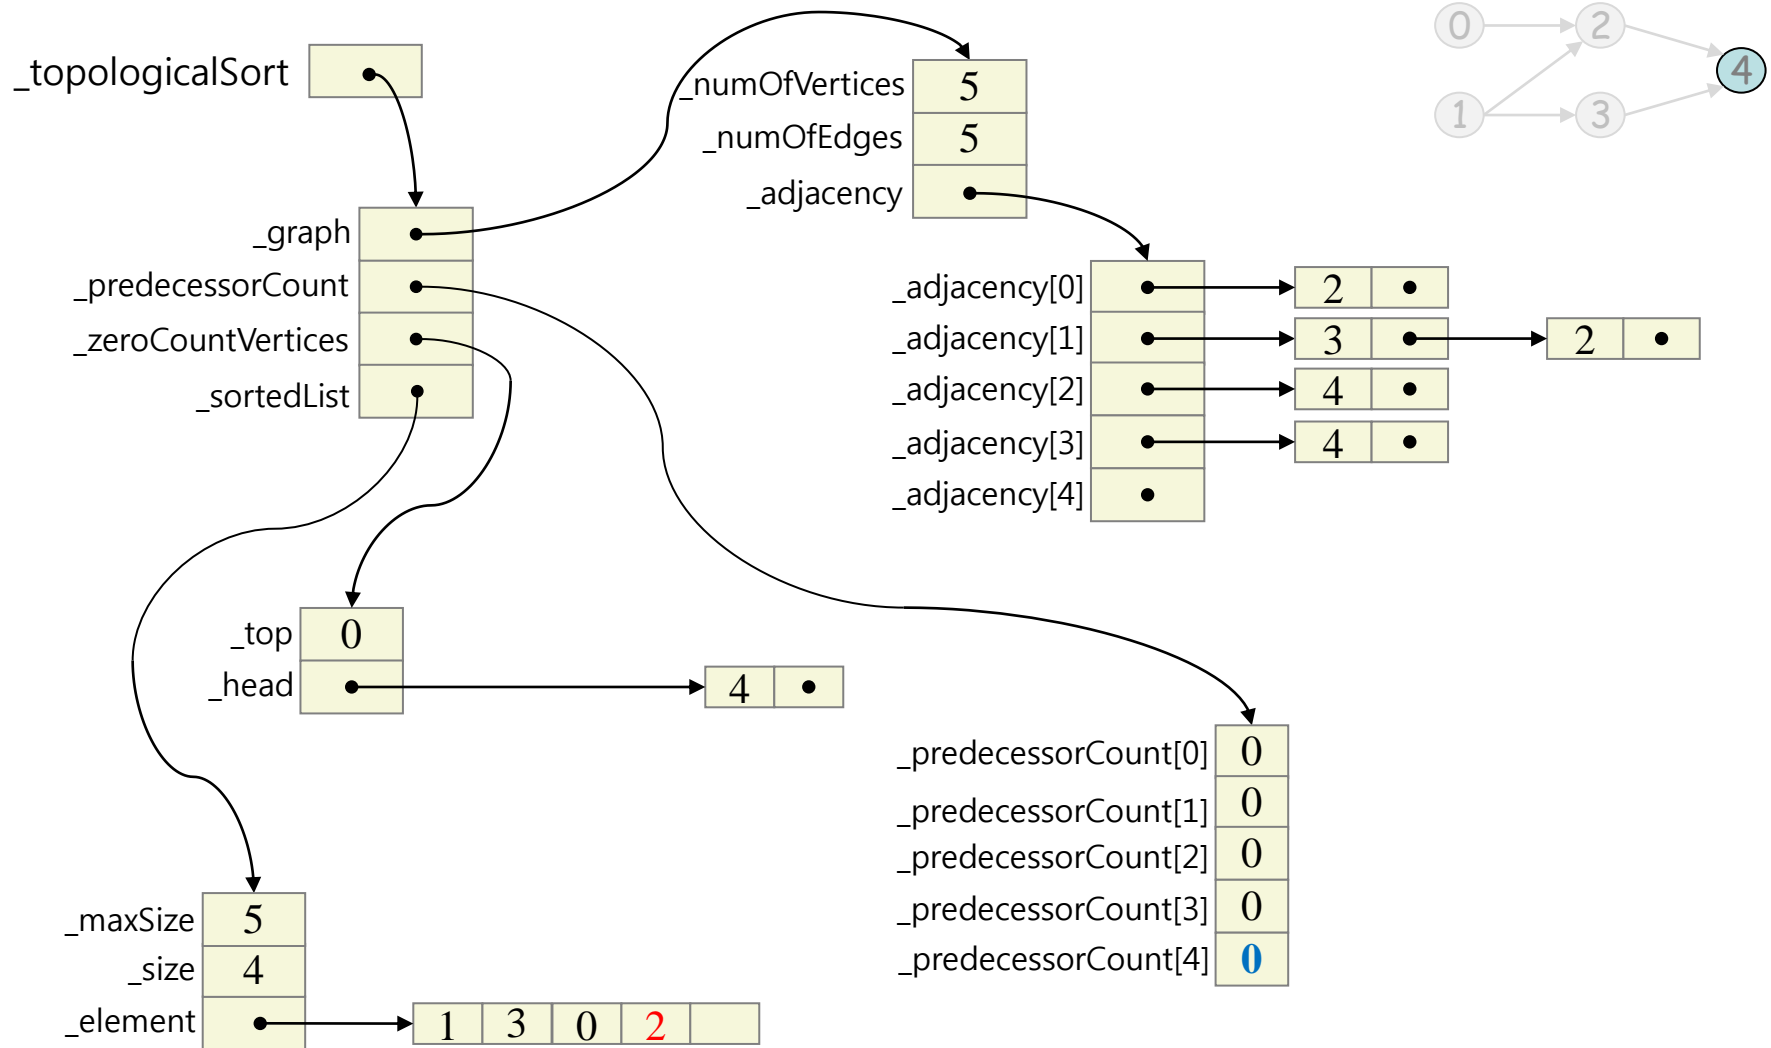 _topologicalSort
0 2
4
1 3
_numOfVertices 5
_numOfEdges 5
_adjacency
_graph
_predecessorCount
_zeroCountVertices
_sortedList
_adjacency[0] 2
_adjacency[1] 3 2
_adjacency[2] 4
_adjacency[3] 4
_adjacency[4]
_top 0
_head 4
_predecessorCount[0] 0
_predecessorCount[1] 0
_predecessorCount[2] 0
_predecessorCount[3] 0
_predecessorCount[4] 0
_maxSize 5
_size 4
_element 1 3 0 2